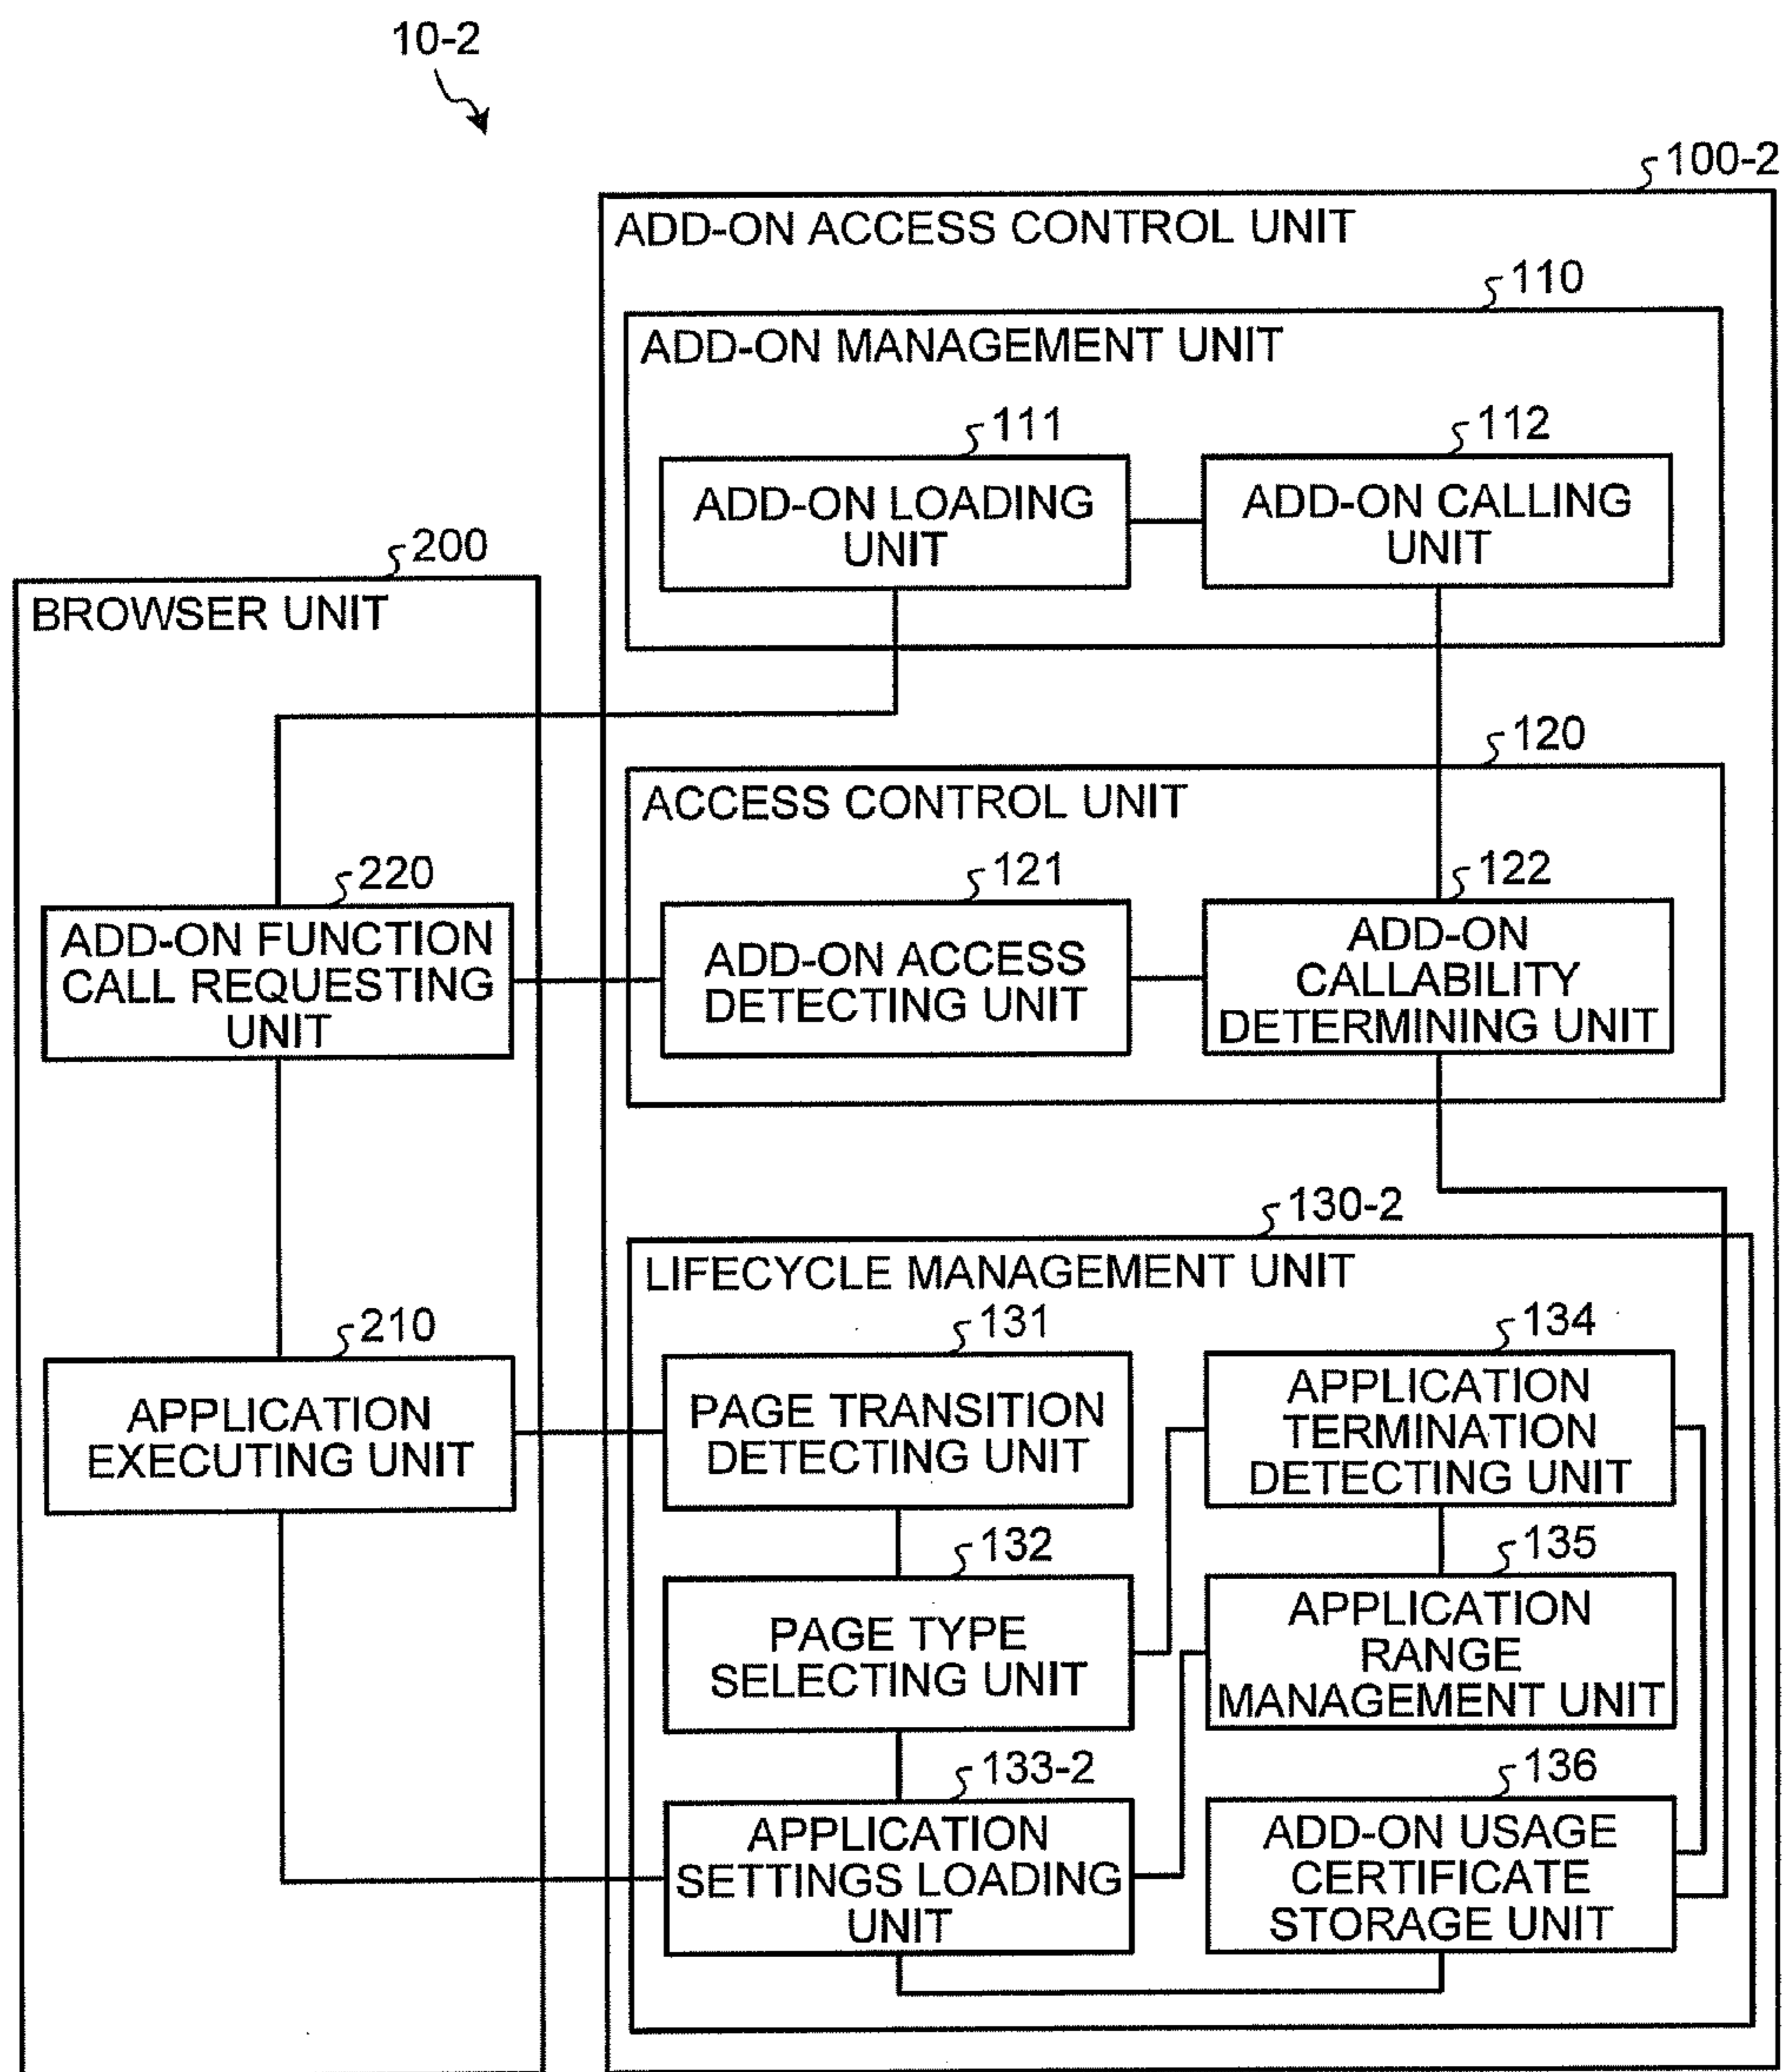 10-2
100-2
ADD-ON ACCESS CONTROL UNIT
110
ADD-ON MANAGEMENT UNIT
111
ADD-ON LOADING
UNIT
112
ADD-ON CALLING
UNIT
200
BROWSER UNIT
120
ACCESS CONTROL UNIT
220
ADD-ON FUNCTION
CALL REQUESTING
UNIT
121
ADD-ON ACCESS
DETECTING UNIT
122
ADD-ON
CALLABILITY
DETERMINING UNIT
130-2
LIFECYCLE MANAGEMENT UNIT
210
APPLICATION
EXECUTING UNIT
131
PAGE TRANSITION
DETECTING UNIT
134
APPLICATION
TERMINATION
DETECTING UNIT
132
PAGE TYPE
SELECTING UNIT
135
APPLICATION
RANGE
MANAGEMENT UNIT
133-2
APPLICATION
SETTINGS LOADING
UNIT
136
ADD-ON USAGE
CERTIFICATE
STORAGE UNIT